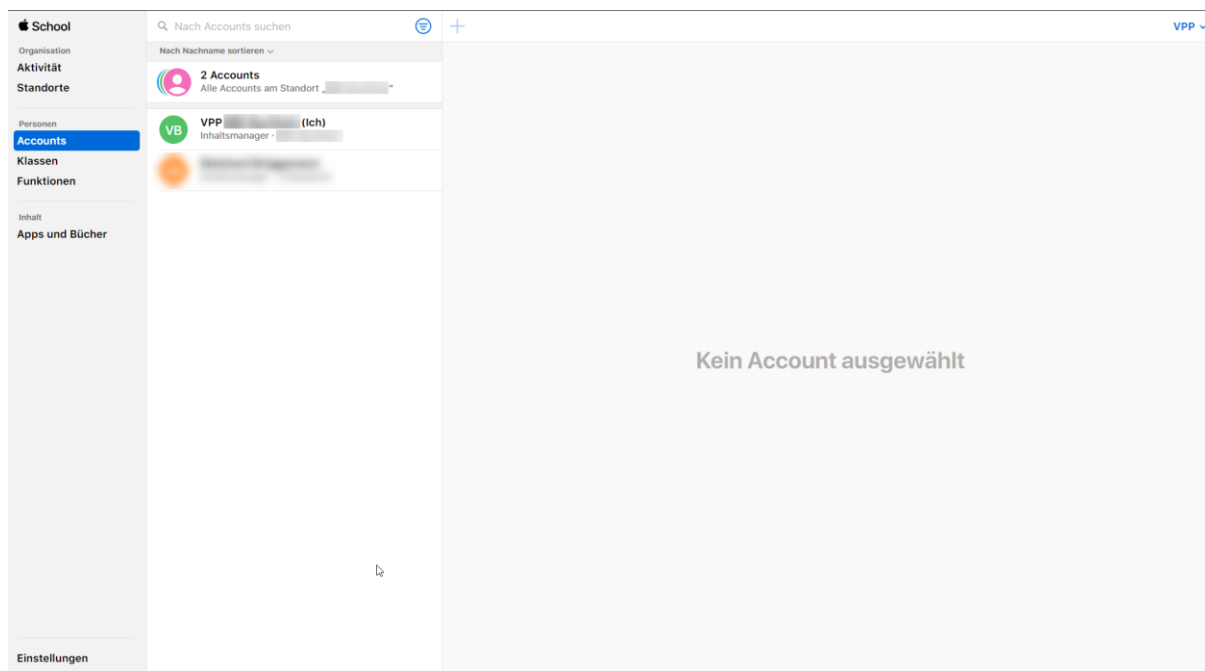 School
Organisation
Aktivität
Standorte
Personen
Accounts
Klassen
Funktionen
Inhalt
Apps und Bücher
Einstellungen
Nach Accounts suchen
Nach Nachname sortieren
2 Accounts
Alle Accounts am Standort „ “
VB
VPP (Ich)
Inhaltsmanager ·
VPP
Kein Account ausgewählt